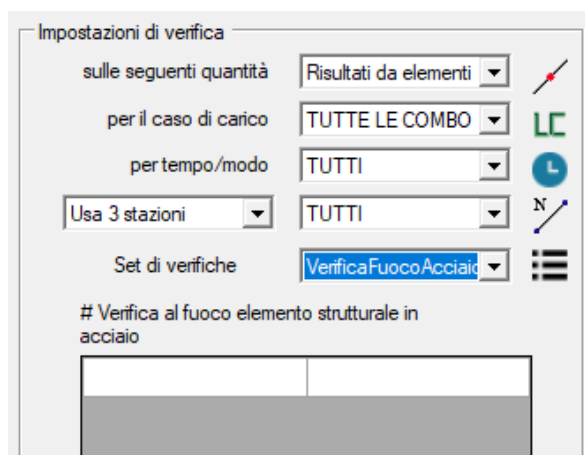 Impostazioni di verifica
sulle seguenti quantità Risultati da elementi
per il caso di carico TUTTE LE COMBO LC
per tempo/modo TUTTI
Usa 3 stazioni TUTTI N
Set di verifiche VerificaFuocoAcciaio
# Verifica al fuoco elemento strutturale in
acciaio